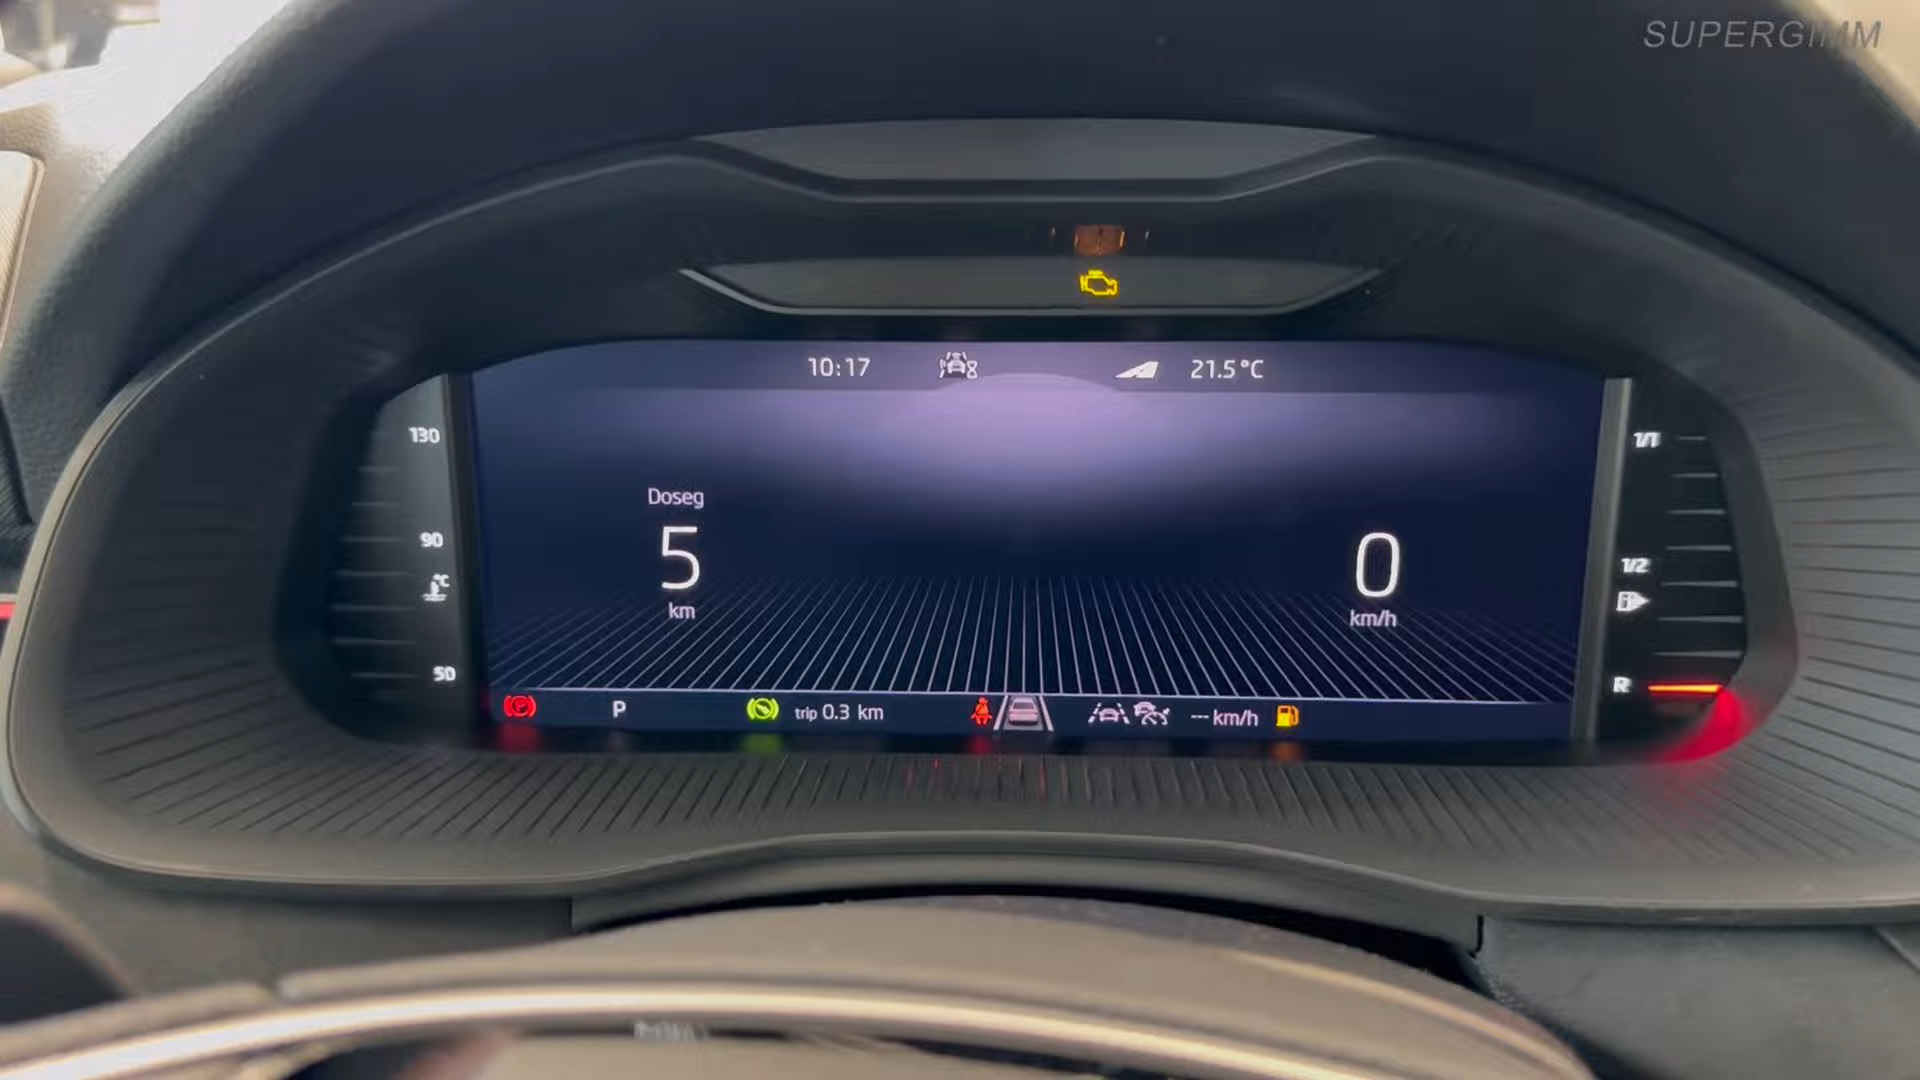 SUPERGIMM
10:17
21.5°C
130
90
°C
50
Doseg
5
km
0
km/h
1/1
1/2
R
P
trip 0.3 km
--- km/h